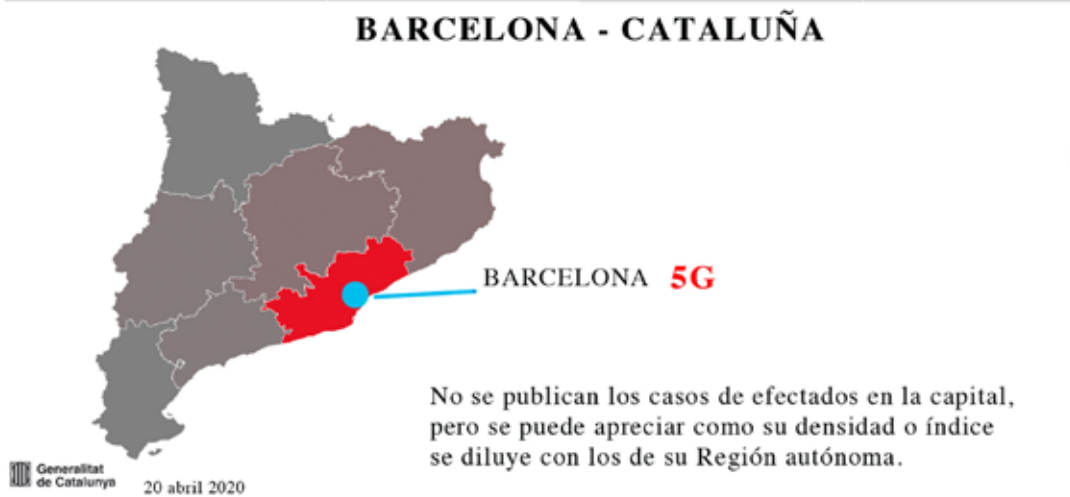 BARCELONA - CATALUÑA
BARCELONA 5G
No se publican los casos de efectados en la capital,
pero se puede apreciar como su densidad o índice
se diluye con los de su Región autónoma.
Generalitat
de Catalunya
20 abril 2020